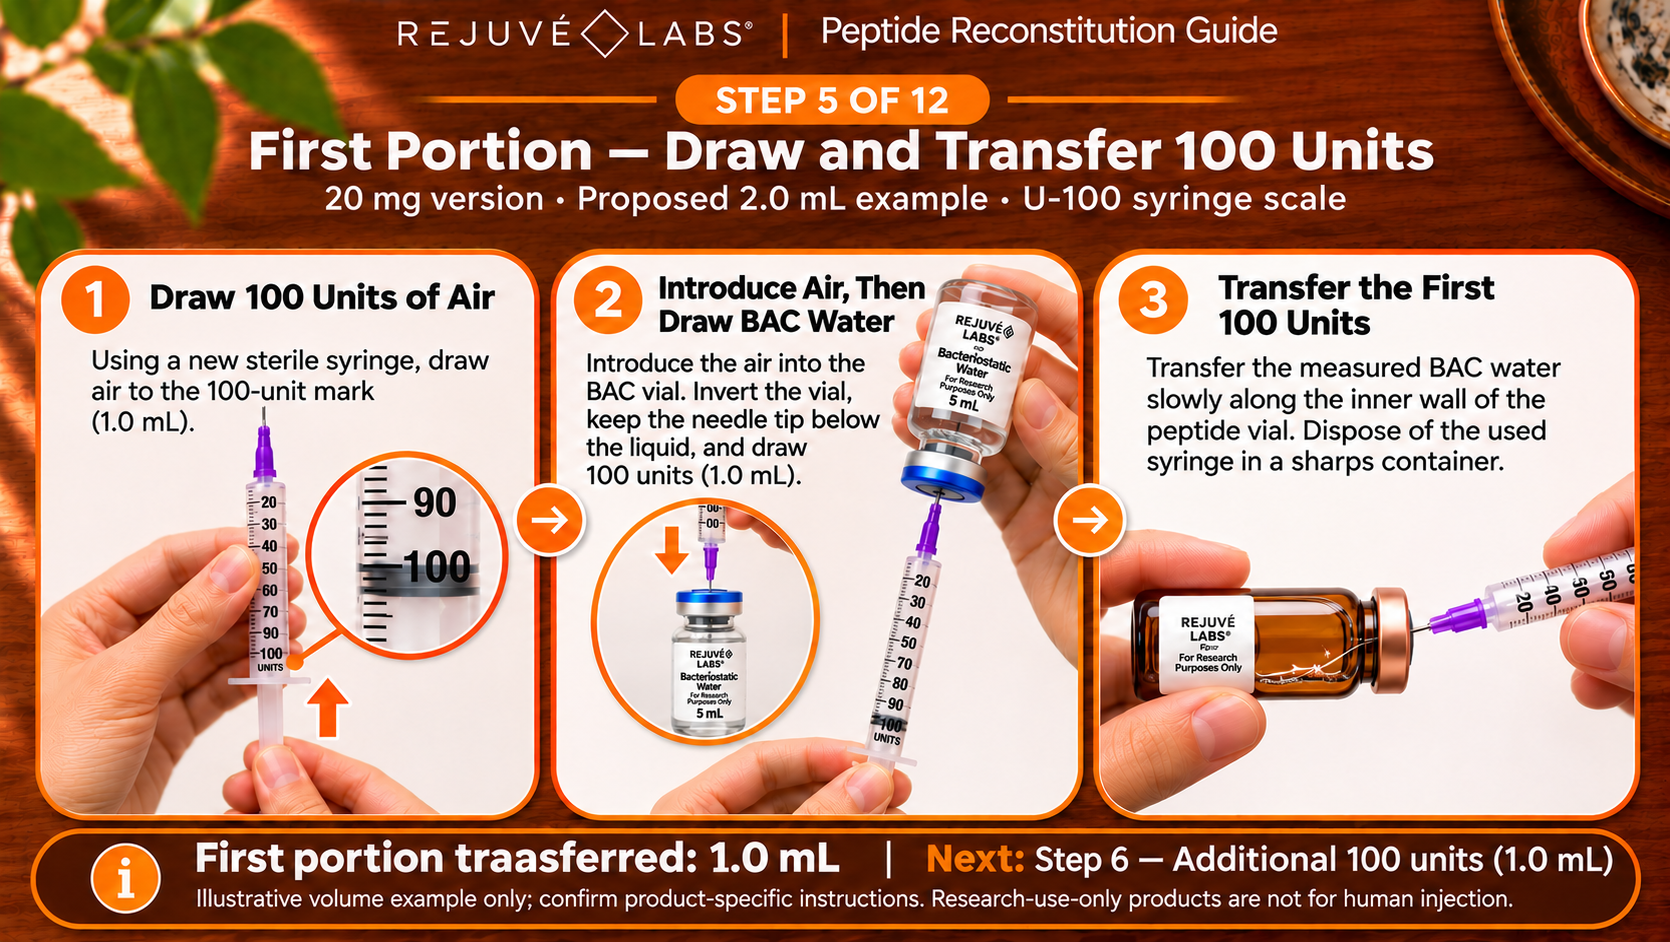 REJUVÉ LABS®
Peptide Reconstitution Guide
STEP 5 OF 12
First Portion — Draw and Transfer 100 Units
20 mg version • Proposed 2.0 mL example • U-100 syringe scale
1
Draw 100 Units of Air
Using a new sterile syringe, draw
air to the 100-unit mark
(1.0 mL).
20
30
40
50
60
70
90
100
UNITS
90
100
2
Introduce Air, Then
Draw BAC Water
Introduce the air into the
BAC vial. Invert the vial,
keep the needle tip below
the liquid, and draw
100 units (1.0 mL).
REJUVÉ
LABS®
Bacteriostatic
Water
For Research
Purposes Only
5 mL
00-
00-
REJUVÉ
LABS®
Bacteriostatic
Water
For Research
Purposes Only
5 mL
20
30
40
50
70
80
90
100
UNITS
3
Transfer the First
100 Units
Transfer the measured BAC water
slowly along the inner wall of the
peptide vial. Dispose of the used
syringe in a sharps container.
REJUVÉ
LABS®
For Research
Purposes Only
20
40
50
50
First portion traasferred: 1.0 mL | Next: Step 6 — Additional 100 units (1.0 mL)
Illustrative volume example only; confirm product-specific instructions. Research-use-only products are not for human injection.